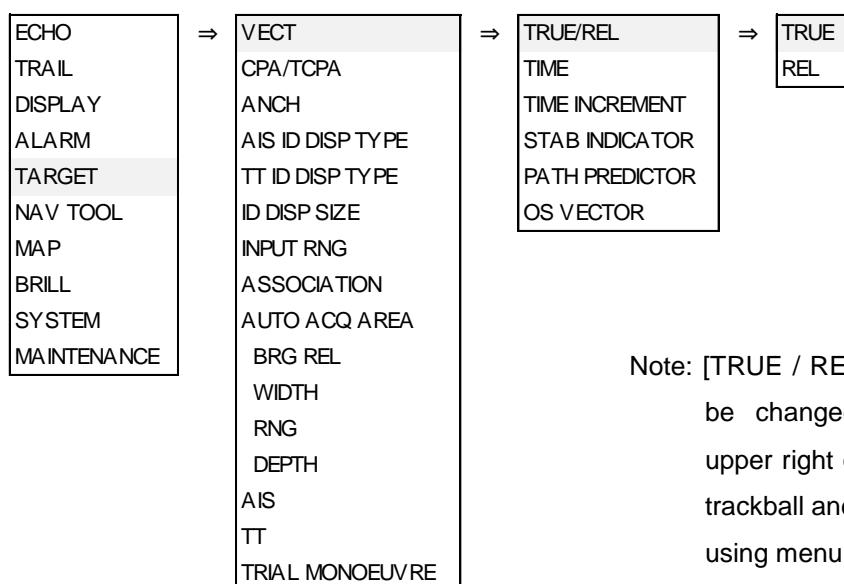 ECHO
TRAIL
DISPLAY
ALARM
TARGET
NAV TOOL
MAP
BRILL
SYSTEM
MAINTENANCE
⇒
VECT
CPA/TCPA
ANCH
AIS ID DISP TYPE
TT ID DISP TYPE
ID DISP SIZE
INPUT RNG
ASSOCIATION
AUTO ACQ AREA
BRG REL
WIDTH
RNG
DEPTH
AIS
TT
TRIAL MONOEUVRE
⇒
TRUE/REL
TIME
TIME INCREMENT
STAB INDICATOR
PATH PREDICTOR
OS VECTOR
⇒
TRUE
REL
Note: [TRUE / RE
be change
upper right
trackball an
using menu